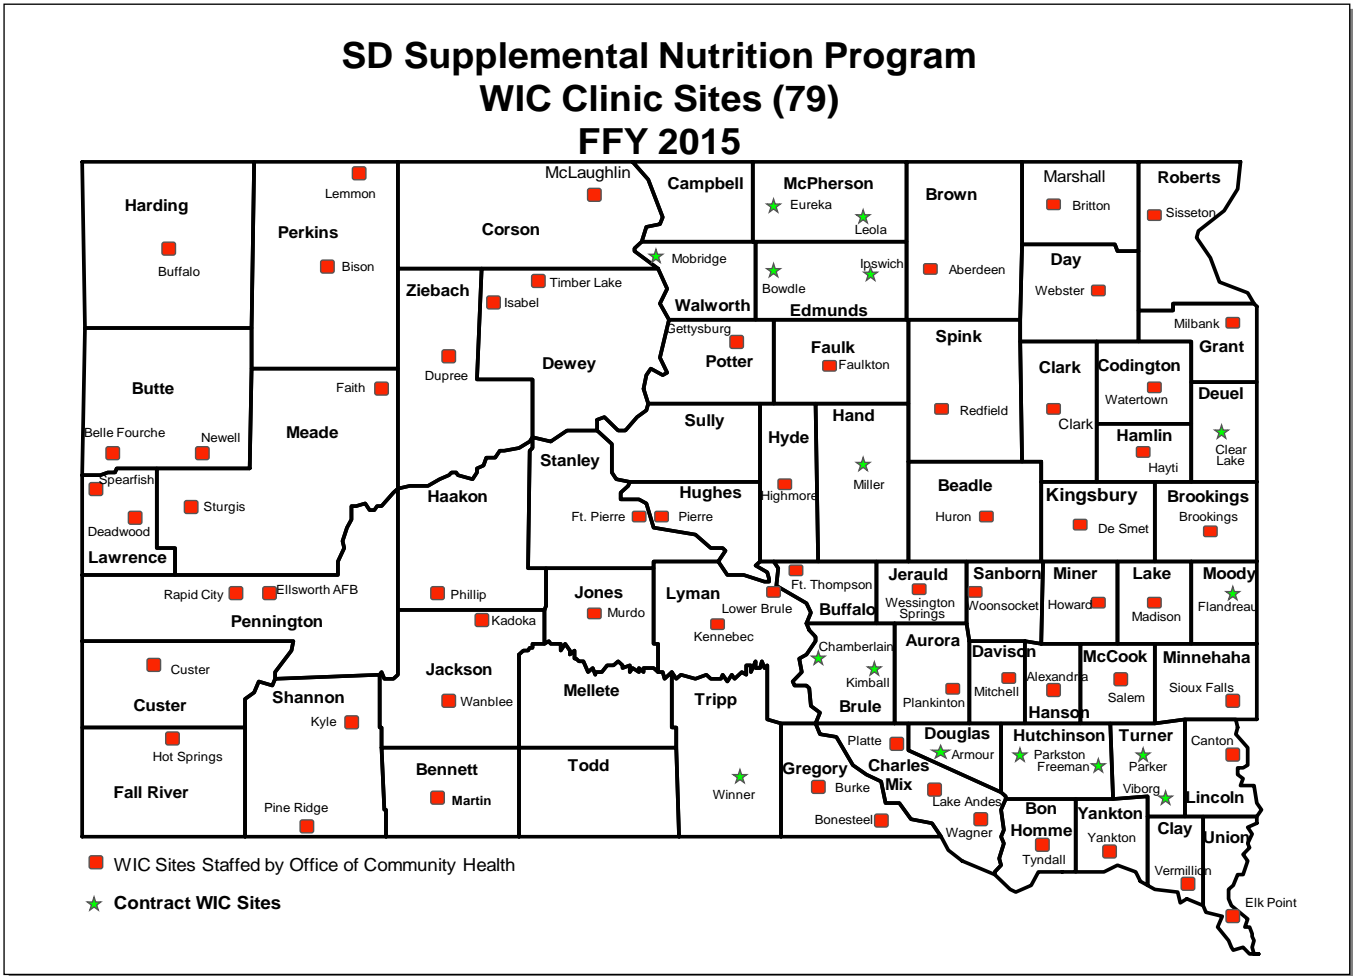 SD Supplemental Nutrition Program
WIC Clinic Sites (79)
FFY 2015
Harding
Buffalo
Lemmon
Perkins
Bison
McLaughlin
Corson
Campbell
McPherson
Eureka
Leola
Brown
Aberdeen
Marshall
Britton
Roberts
Sisseton
Mobridge
Walworth
Bowdle
Ipswich
Edmunds
Day
Webster
Milbank
Grant
Ziebach
Dupree
Timber Lake
Isabel
Dewey
Gettysburg
Potter
Faulk
Faulkton
Spink
Redfield
Clark
Clark
Codington
Watertown
Deuel
Clear
Lake
Hamlin
Hayti
Butte
Belle Fourche
Newell
Faith
Meade
Sturgis
Spearfish
Deadwood
Lawrence
Haakon
Phillip
Stanley
Ft. Pierre
Sully
Hughes
Pierre
Hyde
Highmore
Hand
Miller
Beadle
Huron
Kingsbury
De Smet
Brookings
Brookings
Rapid City
Ellsworth AFB
Pennington
Kadoka
Jackson
Wanblee
Jones
Murdo
Lyman
Lower Brule
Kennebec
Ft. Thompson
Buffalo
Jerauld
Wessington
Springs
Sanborn
Woonsocket
Miner
Howard
Lake
Madison
Moody
Flandreau
Custer
Custer
Shannon
Kyle
Pine Ridge
Hot Springs
Fall River
Bennett
Martin
Mellete
Todd
Tripp
Winner
Chamberlain
Kimball
Brule
Aurora
Plankinton
Davison
Mitchell
Alexandria
Hanson
McCook
Salem
Minnehaha
Sioux Falls
Gregory
Burke
Bonesteel
Platte
Charles
Mix
Lake Andes
Wagner
Douglas
Armour
Hutchinson
Parkston
Freeman
Turner
Parker
Viborg
Canton
Lincoln
Bon
Homme
Tyndall
Yankton
Yankton
Clay
Vermillion
Union
Elk Point
WIC Sites Staffed by Office of Community Health
Contract WIC Sites